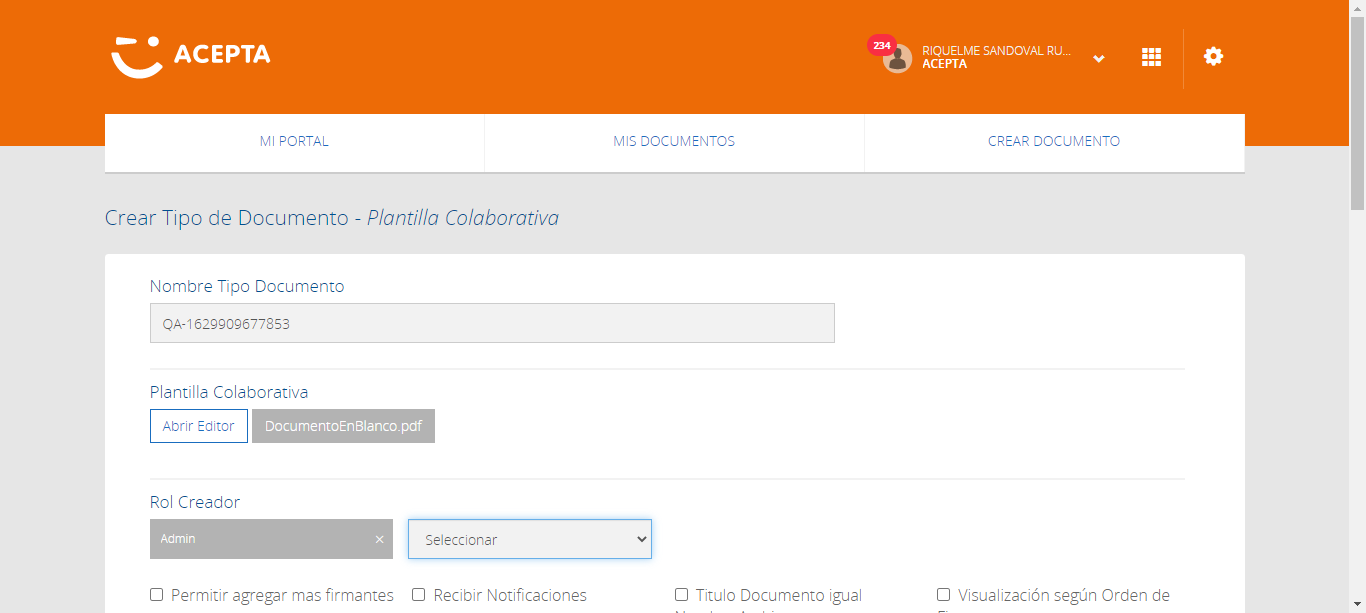 ACEPTA
234
RIQUELME SANDOVAL RU...
ACEPTA
MI PORTAL
MIS DOCUMENTOS
CREAR DOCUMENTO
Crear Tipo de Documento - Plantilla Colaborativa
Nombre Tipo Documento
QA-1629909677853
Plantilla Colaborativa
Abrir Editor
DocumentoEnBlanco.pdf
Rol Creador
Admin ×
Seleccionar
Permitir agregar mas firmantes
Recibir Notificaciones
Titulo Documento igual
Visualización según Orden de